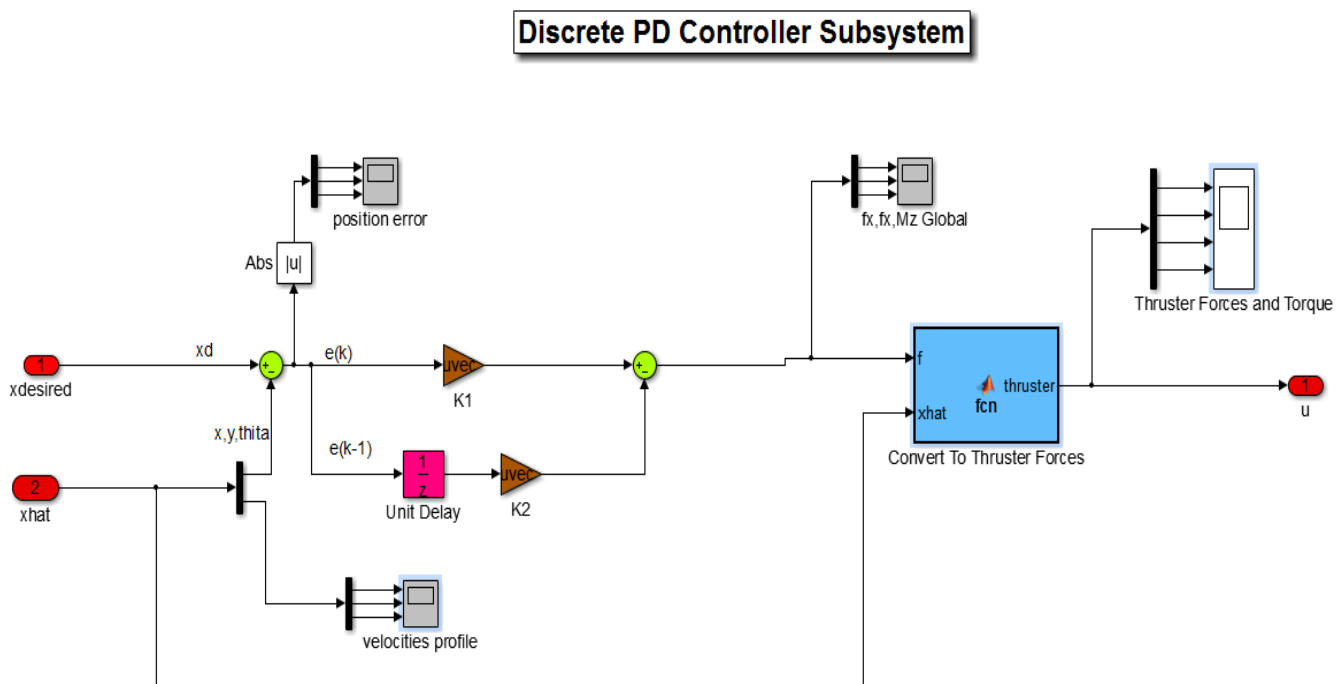 Discrete PD Controller Subsystem
position error
fx,fx,Mz Global
Abs
|u|
Thruster Forces and Torque
xd
e(k)
1
xdesired
+
-
uvec
K1
+
-
f
thruster
fcn
xhat
Convert To Thruster Forces
1
u
x,y,thita
e(k-1)
2
xhat
1
z
Unit Delay
uvec
K2
velocities profile